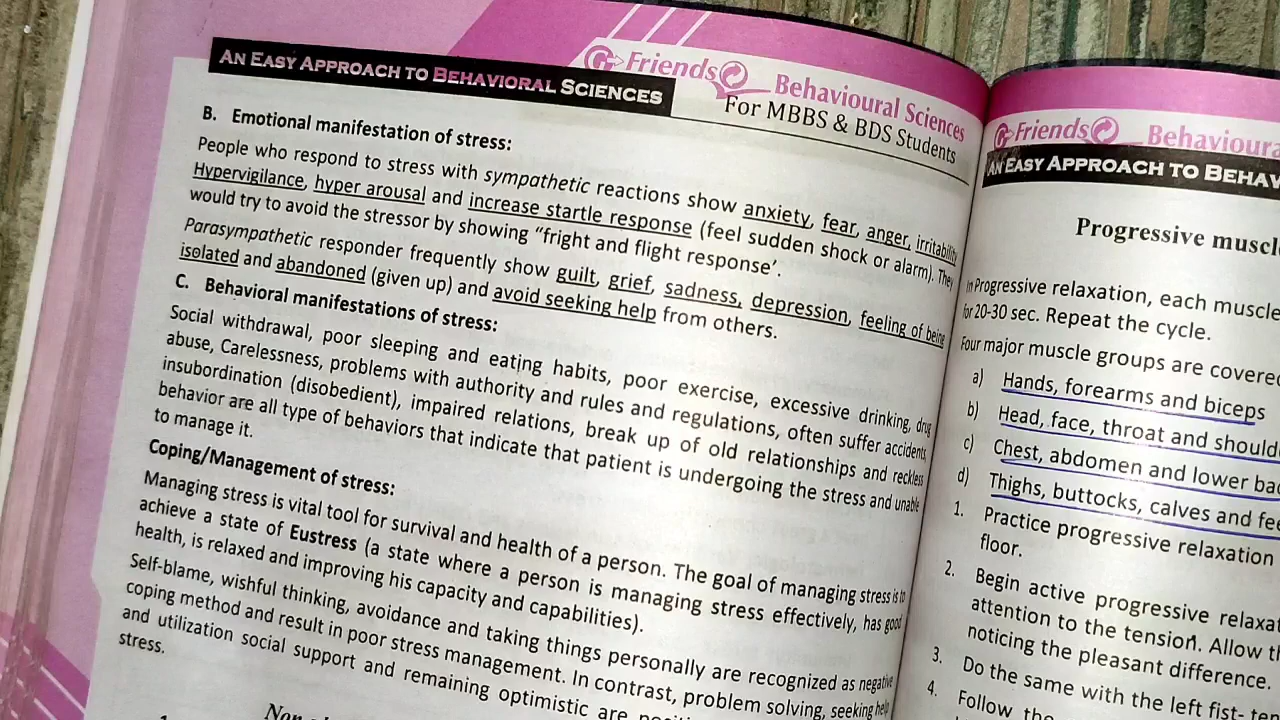 AN EASY APPROACH TO BEHAVIORAL SCIENCES
Friends Behavioural Sciences
For MBBS & BDS Students
B. Emotional manifestation of stress:
People who respond to stress with sympathetic reactions show anxiety, fear, anger, irritability
Hypervigilance, hyper arousal and increase startle response (feel sudden shock or alarm). They
would try to avoid the stressor by showing "fright and flight response'.
Parasympathetic responder frequently show guilt, grief, sadness, depression, feeling of being
isolated and abandoned (given up) and avoid seeking help from others.
C. Behavioral manifestations of stress:
Social withdrawal, poor sleeping and eating habits, poor exercise, excessive drinking, drug
abuse, Carelessness, problems with authority and rules and regulations, often suffer accidents,
insubordination (disobedient), impaired relations, break up of old relationships and reckless
behavior are all type of behaviors that indicate that patient is undergoing the stress and unable
to manage it.
Coping/Management of stress:
Managing stress is vital tool for survival and health of a person. The goal of managing stress is to
achieve a state of Eustress (a state where a person is managing stress effectively, has good
health, is relaxed and improving his capacity and capabilities).
Self-blame, wishful thinking, avoidance and taking things personally are recognized as negative
coping method and result in poor stress management. In contrast, problem solving, seeking help
and utilization social support and remaining optimistic are
stress.
Friends Behavioura
AN EASY APPROACH TO BEHAV
Progressive muscl
In Progressive relaxation, each muscle
for 20-30 sec. Repeat the cycle.
Four major muscle groups are covered
a) Hands, forearms and biceps
b) Head, face, throat and should
c) Chest, abdomen and lower ba
d) Thighs, buttocks, calves and fe
1. Practice progressive relaxation
floor.
2. Begin active progressive relaxat
attention to the tension. Allow th
noticing the pleasant difference.
3. Do the same with the left fist- ten
4. Follow the